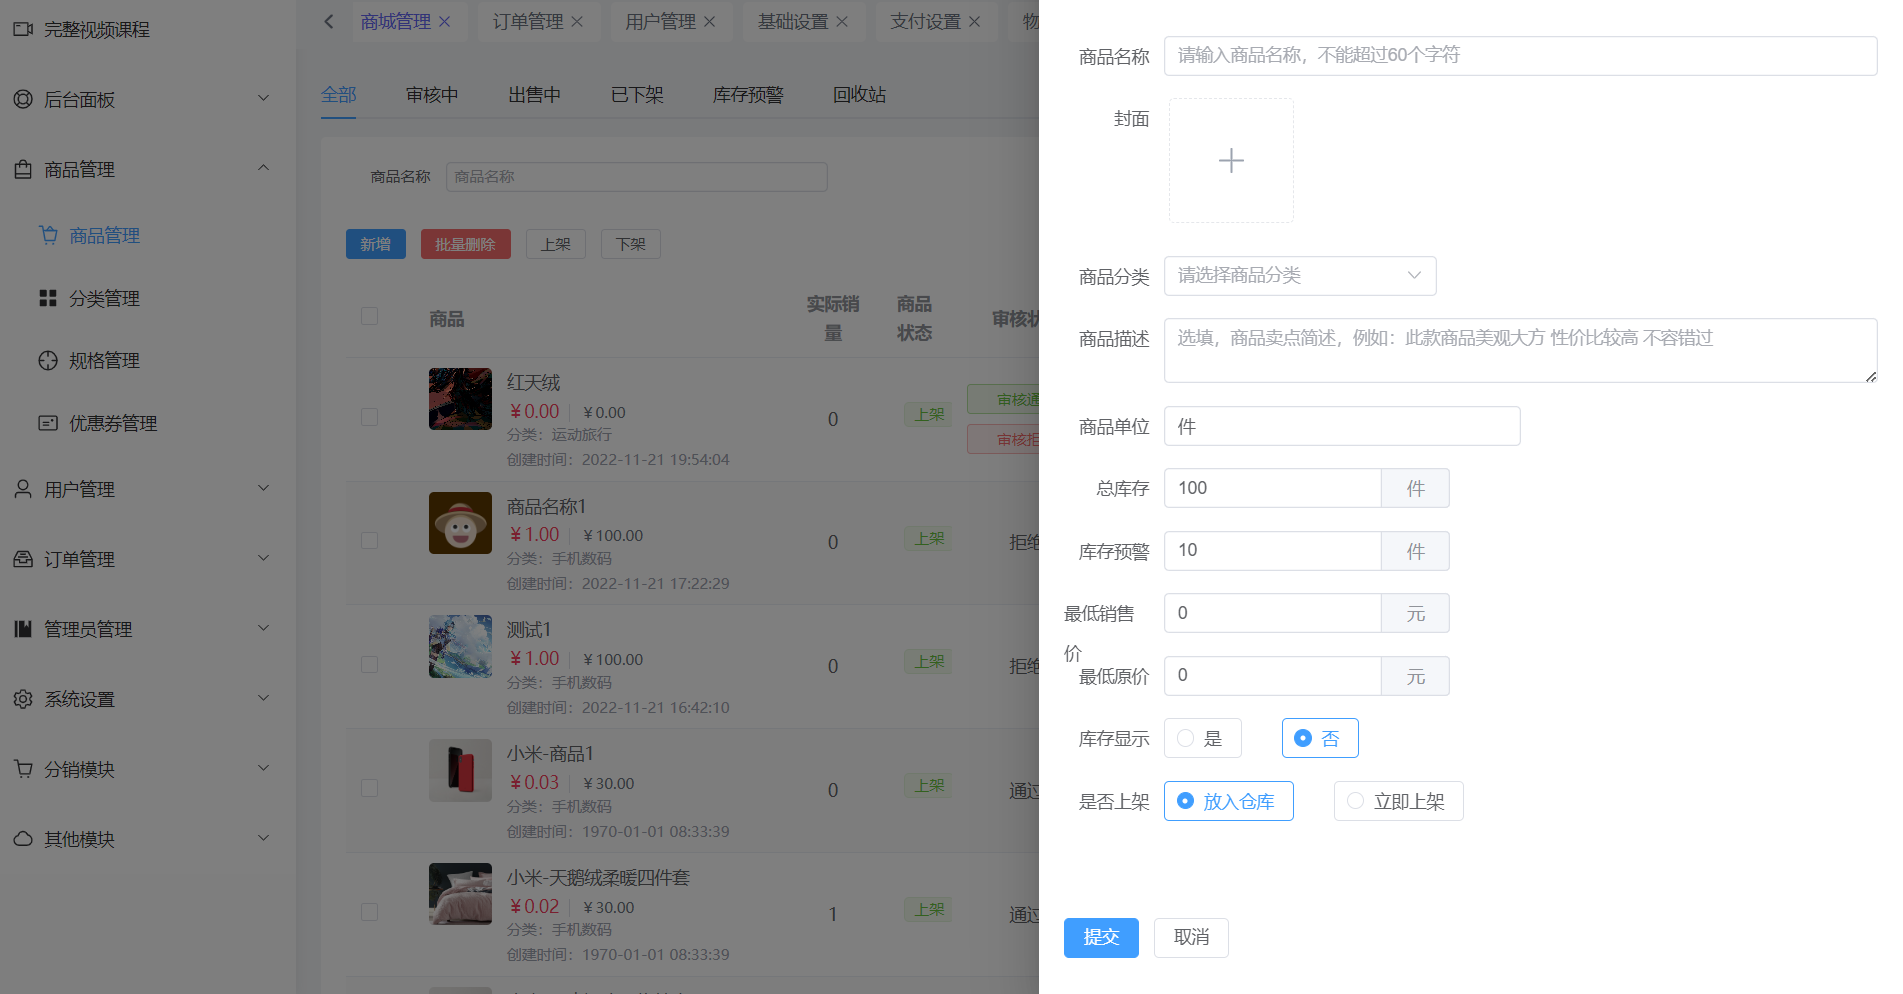 完整视频课程
后台面板
商品管理
商品管理
分类管理
规格管理
优惠券管理
用户管理
订单管理
管理员管理
系统设置
分销模块
其他模块
商城管理 订单管理 用户管理 基础设置 支付设置 物
全部 审核中 出售中 已下架 库存预警 回收站
商品名称 商品名称
新增 批量删除 上架 下架
商品 实际销量 商品状态 审核状
红天绒
¥0.00 ¥0.00
分类：运动旅行
创建时间：2022-11-21 19:54:04
0 上架 审核通
审核拒
商品名称1
¥1.00 ¥100.00
分类：手机数码
创建时间：2022-11-21 17:22:29
0 上架 拒绝
测试1
¥1.00 ¥100.00
分类：手机数码
创建时间：2022-11-21 16:42:10
0 上架 拒绝
小米-商品1
¥0.03 ¥30.00
分类：手机数码
创建时间：1970-01-01 08:33:39
0 上架 通过
小米-天鹅绒柔暖四件套
¥0.02 ¥30.00
分类：手机数码
创建时间：1970-01-01 08:33:39
1 上架 通过
商品名称 请输入商品名称，不能超过60个字符
封面
商品分类 请选择商品分类
商品描述 选填，商品卖点简述，例如：此款商品美观大方 性价比较高 不容错过
商品单位 件
总库存 100 件
库存预警 10 件
最低销售价 0 元
最低原价 0 元
库存显示 是 否
是否上架 放入仓库 立即上架
提交 取消